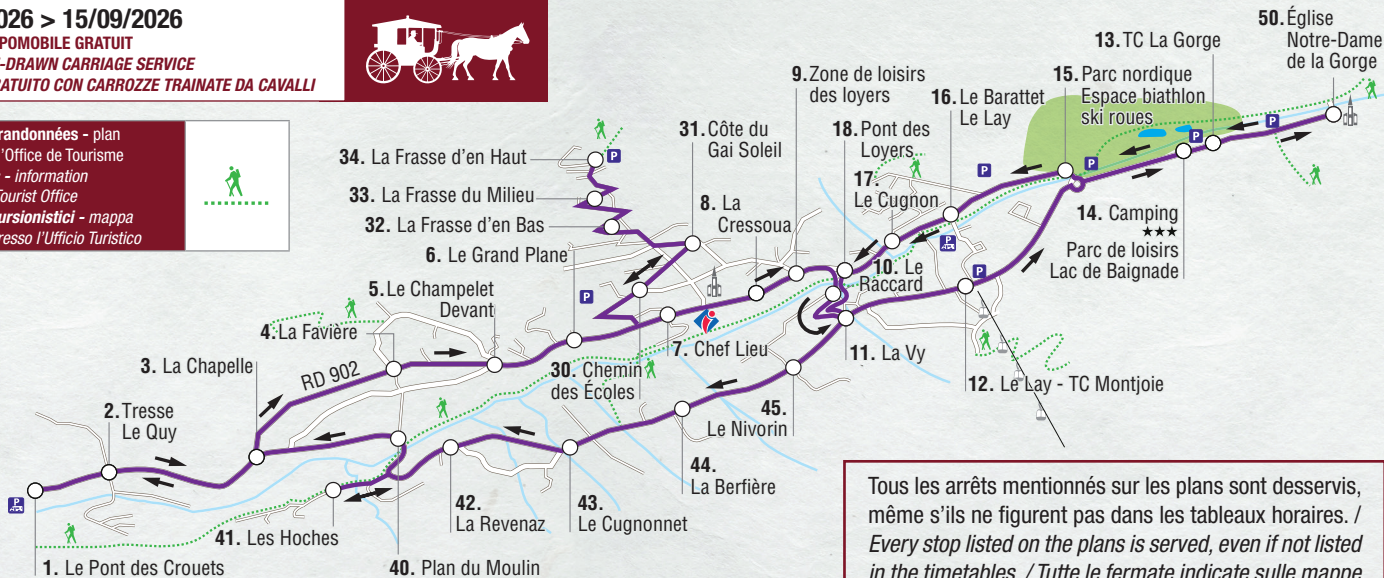 026 > 15/09/2026
POMOBILE GRATUIT
-DRAWN CARRIAGE SERVICE
RATUITO CON CARROZZE TRAINATE DA CAVALLI
randonnées - plan
l'Office de Tourisme
- information
Tourist Office
ursionistici - mappa
resso l'Ufficio Turistico
50. Église
Notre-Dame
de la Gorge
13. TC La Gorge
15. Parc nordique
Espace biathlon
ski roues
9. Zone de loisirs
des loyers
16. Le Barattet
Le Lay
18. Pont des
Loyers
17.
Le Cugnon
31. Côte du
Gai Soleil
34. La Frasse d'en Haut
33. La Frasse du Milieu
32. La Frasse d'en Bas
8. La
Cressoua
6. Le Grand Plane
14. Camping
★★★
Parc de loisirs
Lac de Baignade
10. Le
Raccard
5. Le Champelet
Devant
4. La Favière
3. La Chapelle
RD 902
7. Chef Lieu
11. La Vy
30. Chemin
des Écoles
12. Le Lay - TC Montjoie
2. Tresse
Le Quy
45.
Le Nivorin
44.
La Berfière
42.
La Revenaz
43.
Le Cugnonnet
41. Les Hoches
1. Le Pont des Crouets
40. Plan du Moulin
P
P
P
P
P
P
P
P
P
P
Tous les arrêts mentionnés sur les plans sont desservis,
même s'ils ne figurent pas dans les tableaux horaires. /
Every stop listed on the plans is served, even if not listed
in the timetables. / Tutte le fermate indicate sulle mappe